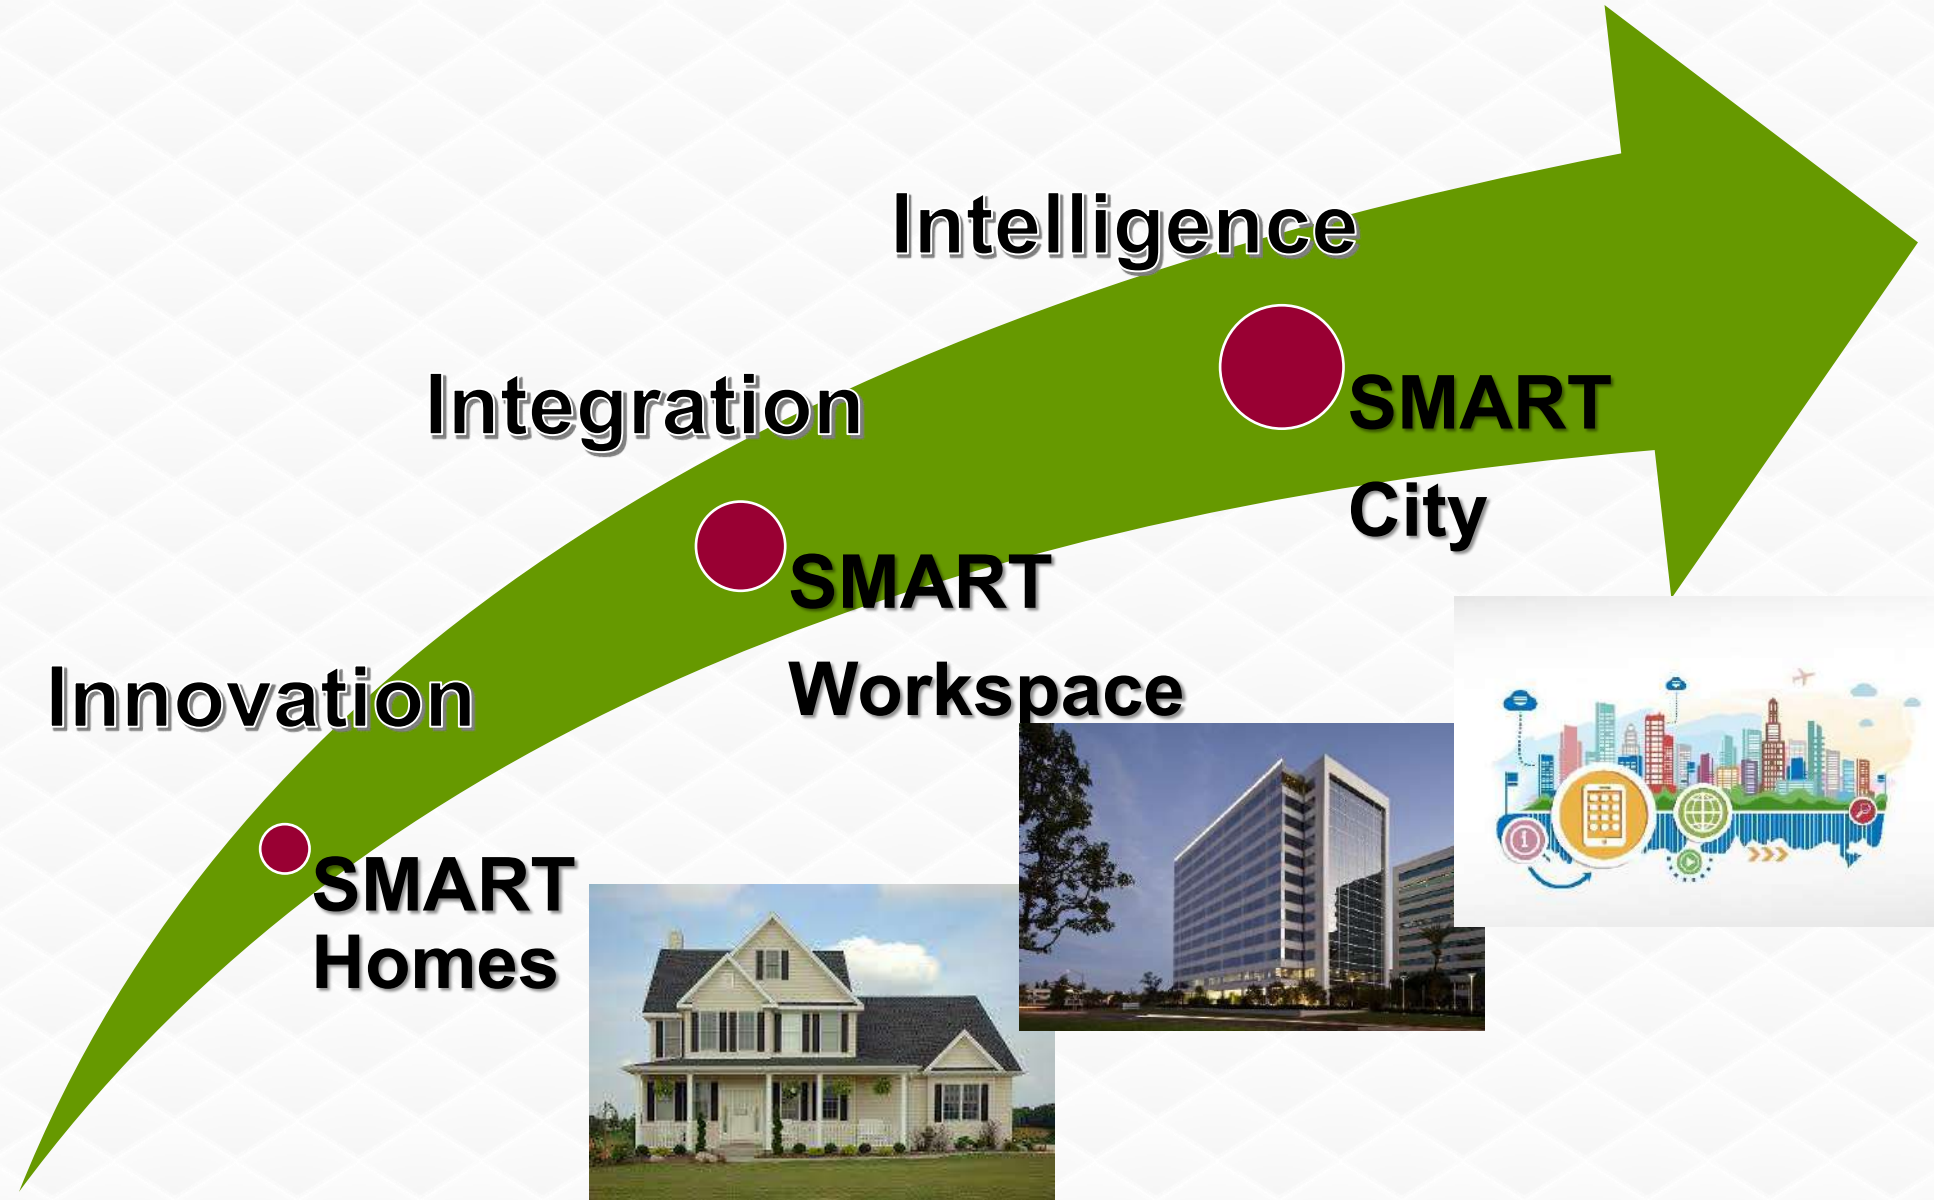 Intelligence
Integration
SMART
City
SMART
Workspace
Innovation
SMART
Homes